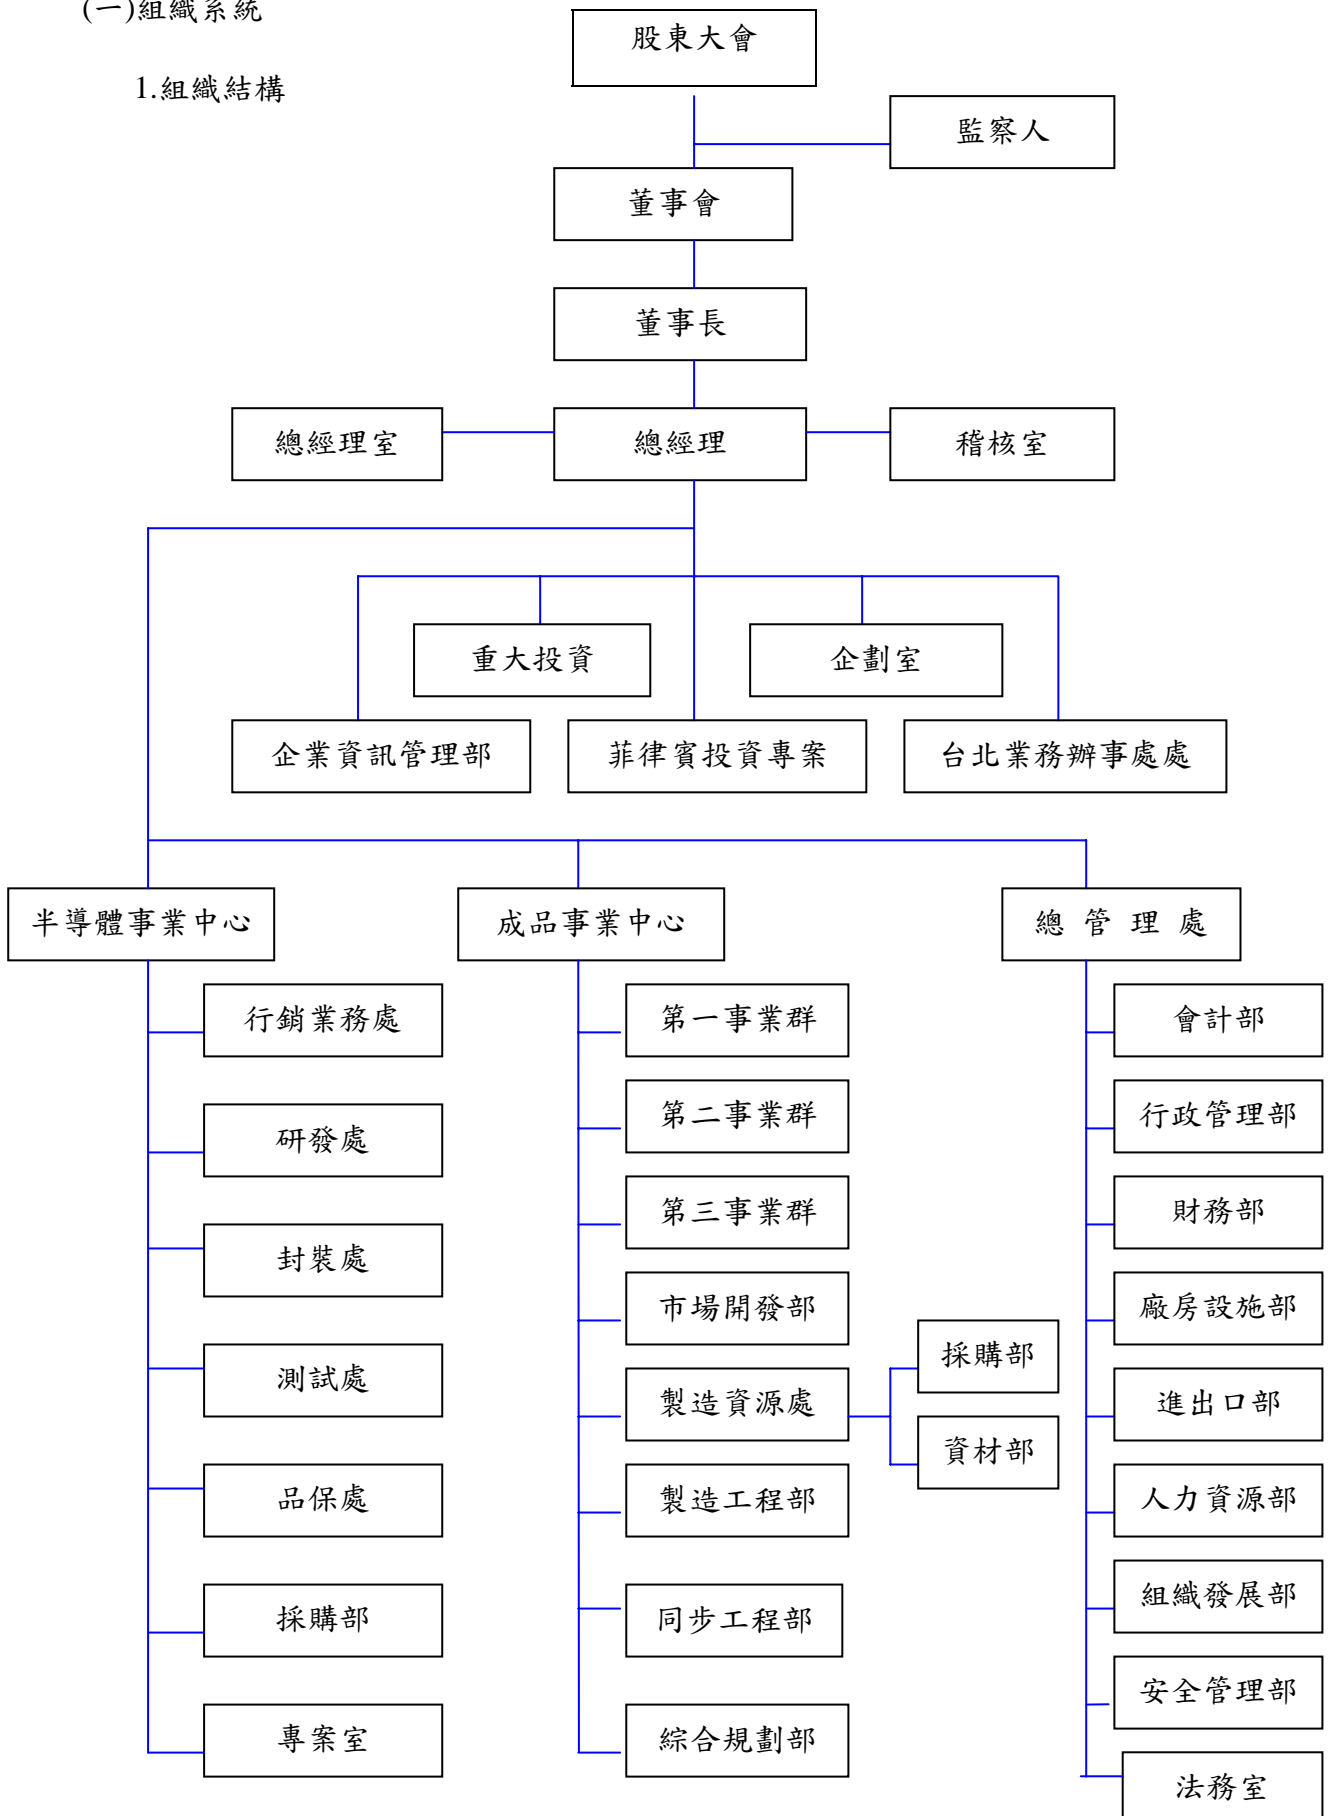 (一)組織系統
股東大會
1.組織結構
監察人
董事會
董事長
總經理室
總經理
稽核室
重大投資
企劃室
企業資訊管理部
菲律賓投資專案
台北業務辦事處處
半導體事業中心
成品事業中心
總 管 理 處
行銷業務處
研發處
封裝處
測試處
品保處
採購部
專案室
第一事業群
第二事業群
第三事業群
市場開發部
製造資源處
採購部
資材部
製造工程部
同步工程部
綜合規劃部
會計部
行政管理部
財務部
廠房設施部
進出口部
人力資源部
組織發展部
安全管理部
法務室